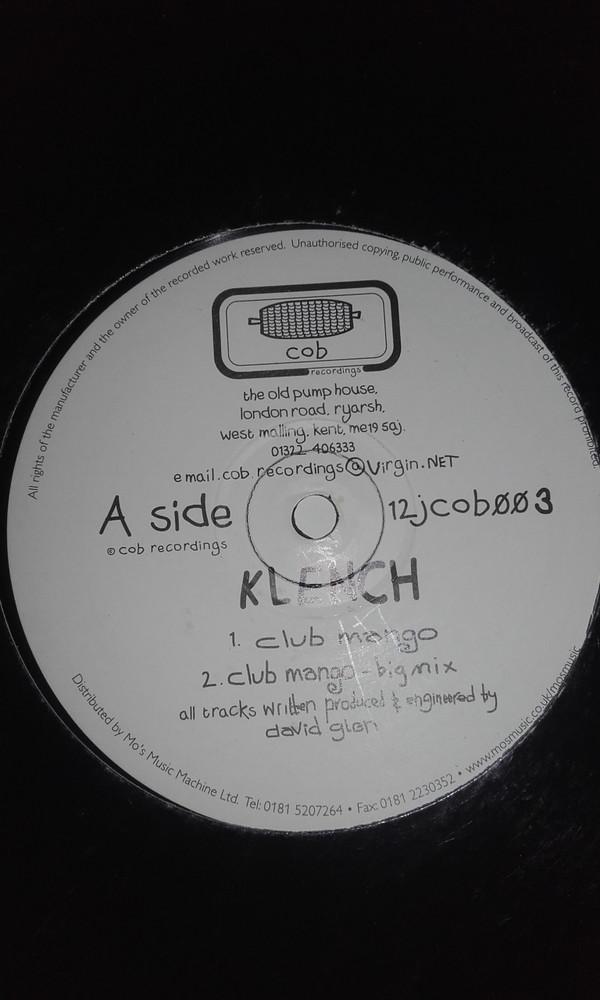 All rights of the manufacturer and the owner of the recorded work reserved. Unauthorised copying, public performance and broadcast of this record prohibited.
cob
recordings
the old pump house,
london road, ryarsh,
west malling, kent, me19 5aj.
01322 406333
email.cob.recordings@Virgin.NET
A side
12jcobøø3
©cob recordings
KLENCH
1. club mango
2. club mango - big mix
all tracks written produced & engineered by
david glen
Distributed by Mo's Music Machine Ltd. Tel: 0181 5207264 • Fax: 0181 2230352 • www.mosmusic.co.uk/mosmusic